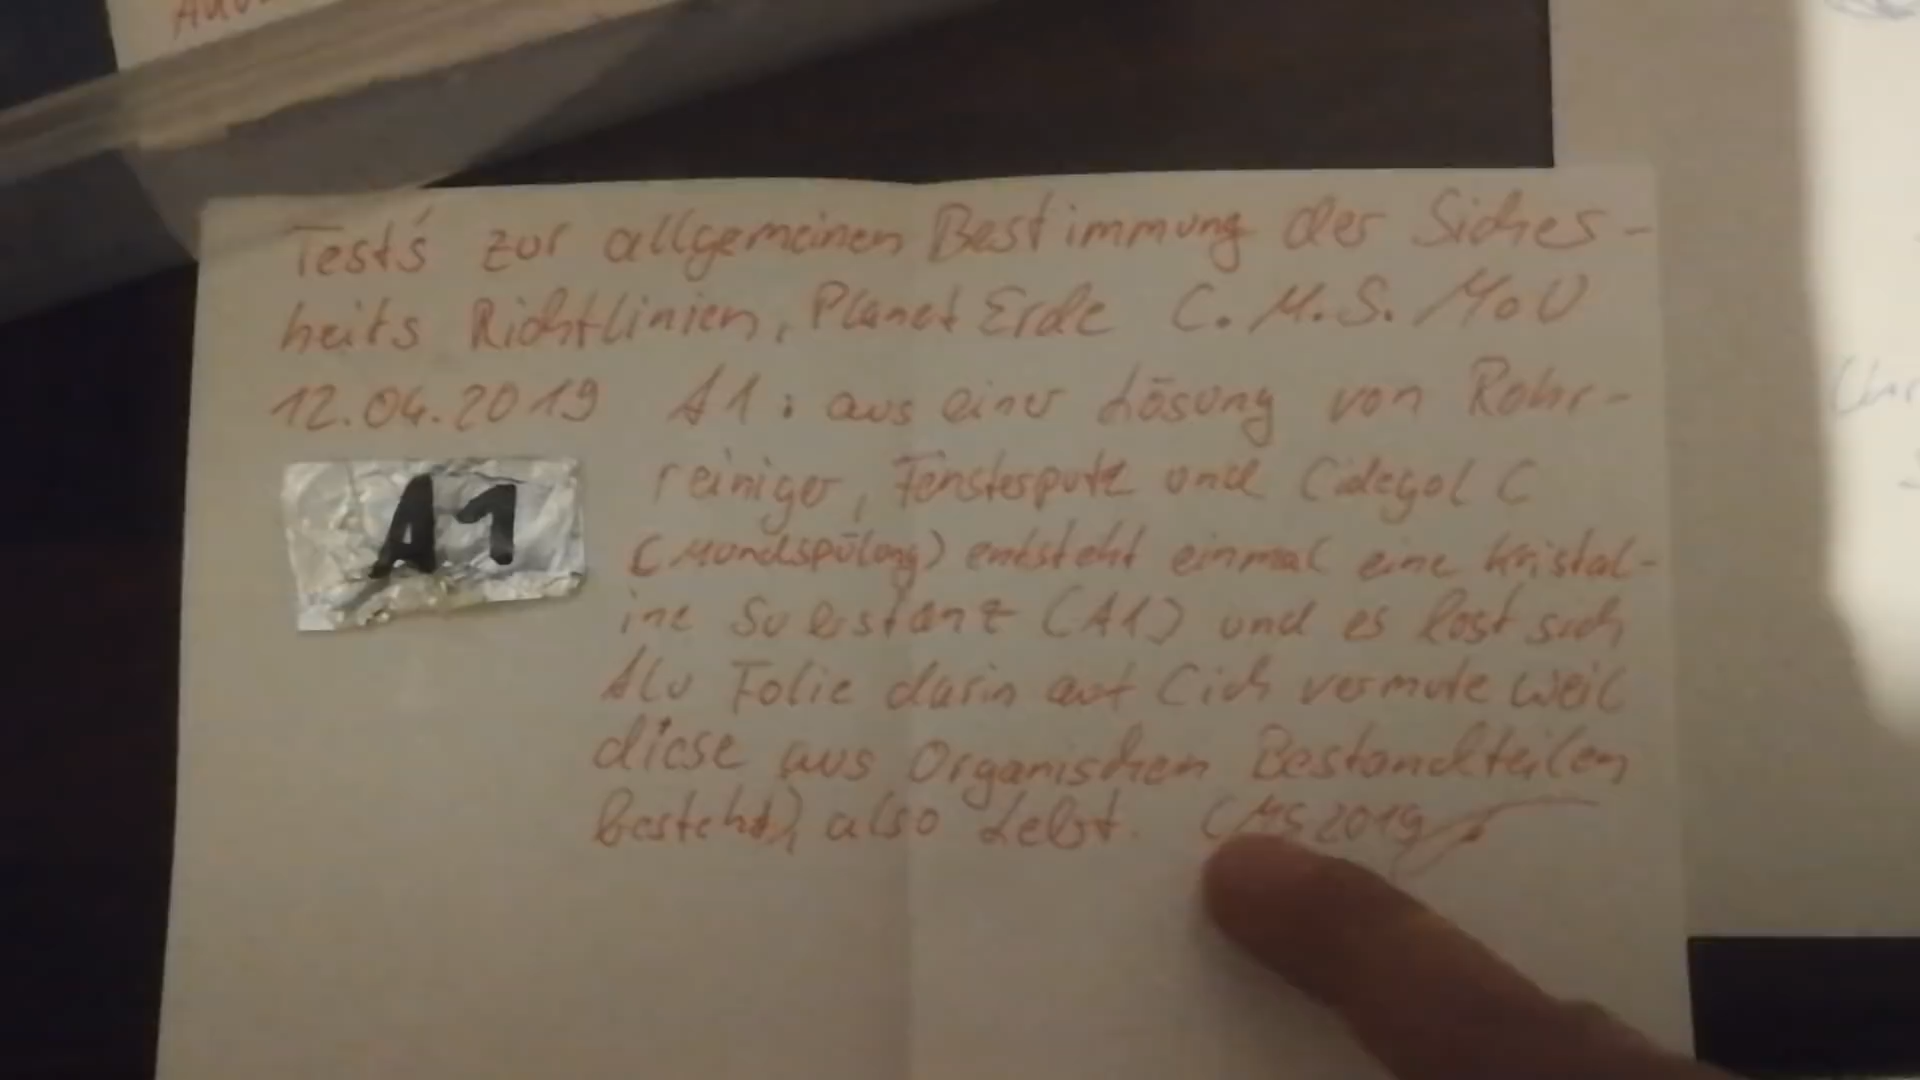 Test's zur allgemeinen Bestimmung der Sicher-
heits Richtlinien, Planet Erde C.M.S. MoU
12.04.2019 A1: aus einer Lösung von Rohr-
reiniger, Fensterputz und Cidegol C
(Mundspülung) entsteht einmal eine Kristal-
ine Substanz (A1) und es löst sich
Alu Folie darin auf (ich vermute weil
diese aus Organischen Bestandteilen
besteht), also Lebt. CMS 2019
A1